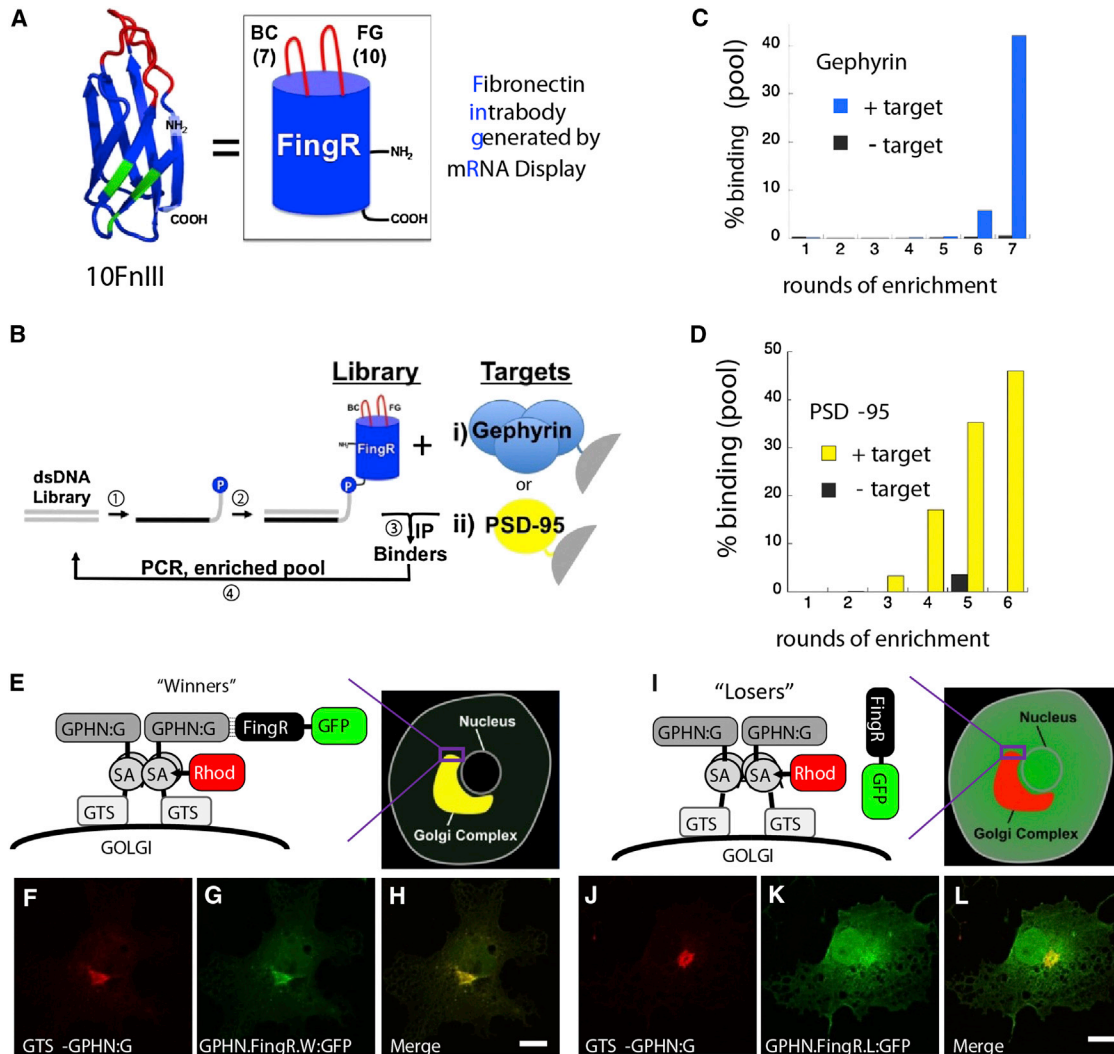 A
BC
(7)
FG
(10)
NH2
COOH
10FnIII
=
FingR
NH2
COOH
Fibronectin
intrabody
generated by
mRNA Display
B
Library
Targets
BC
FG
NH2
FingR
+
i) Gephyrin
or
ii) PSD-95
dsDNA
Library
①
P
②
P
③
IP
Binders
PCR, enriched pool
④
C
Gephyrin
+ target
- target
% binding (pool)
40
30
20
10
0
1 2 3 4 5 6 7
rounds of enrichment
D
PSD -95
+ target
- target
% binding (pool)
50
40
30
20
10
0
1 2 3 4 5 6
rounds of enrichment
E
"Winners"
GPHN:G GPHN:G FingR GFP
SA SA Rhod
GTS GTS
GOLGI
Nucleus
Golgi Complex
I
"Losers"
GPHN:G GPHN:G
FingR
GFP
SA SA Rhod
GTS GTS
GOLGI
Nucleus
Golgi Complex
F
GTS -GPHN:G
G
GPHN.FingR.W:GFP
H
Merge
J
GTS -GPHN:G
K
GPHN.FingR.L:GFP
L
Merge